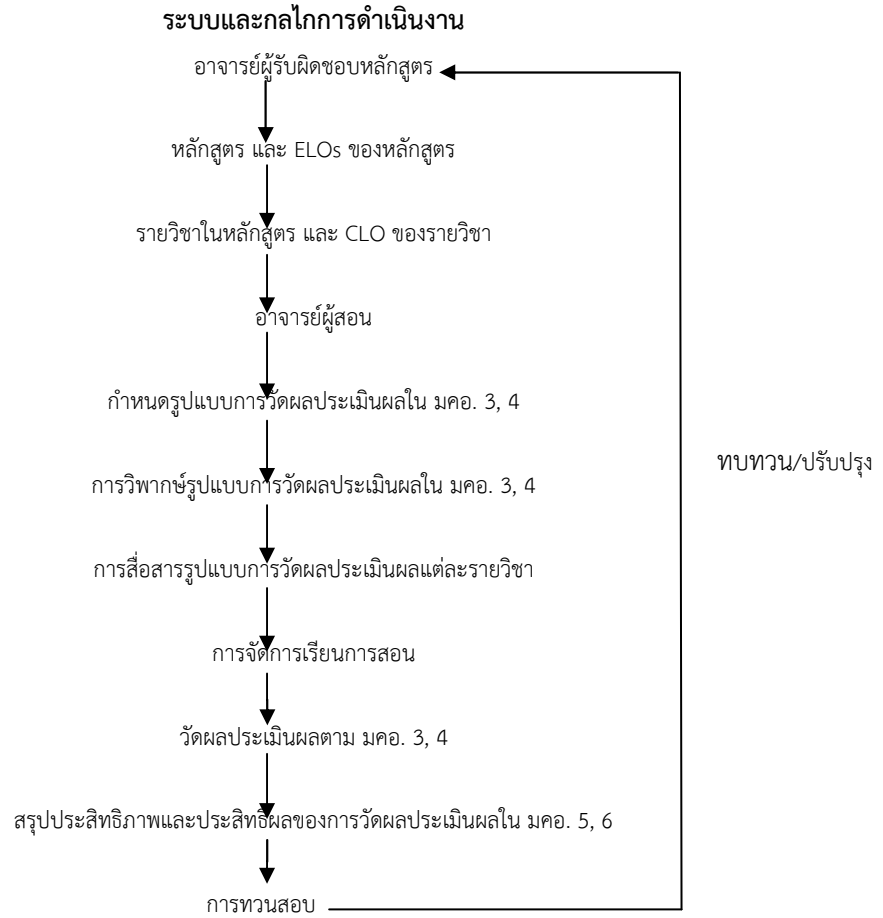 ระบบและกลไกการดำเนินงาน
อาจารย์ผู้รับผิดชอบหลักสูตร
หลักสูตร และ ELOs ของหลักสูตร
รายวิชาในหลักสูตร และ CLO ของรายวิชา
อาจารย์ผู้สอน
กำหนดรูปแบบการวัดผลประเมินผลใน มคอ. 3, 4
ทบทวน/ปรับปรุง
การวิพากษ์รูปแบบการวัดผลประเมินผลใน มคอ. 3, 4
การสื่อสารรูปแบบการวัดผลประเมินผลแต่ละรายวิชา
การจัดการเรียนการสอน
วัดผลประเมินผลตาม มคอ. 3, 4
สรุปประสิทธิภาพและประสิทธิผลของการวัดผลประเมินผลใน มคอ. 5, 6
การทวนสอบ